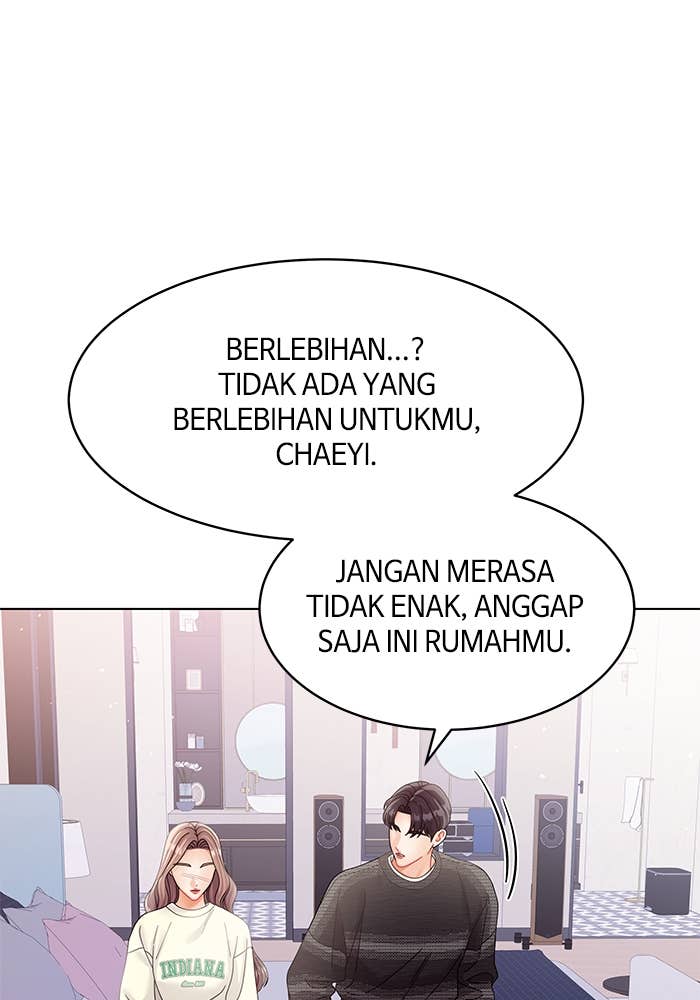 BERLEBIHAN...?
TIDAK ADA YANG
BERLEBIHAN UNTUKMU,
CHAEYI.
JANGAN MERASA
TIDAK ENAK, ANGGAP
SAJA INI RUMAHMU.
INDIANA